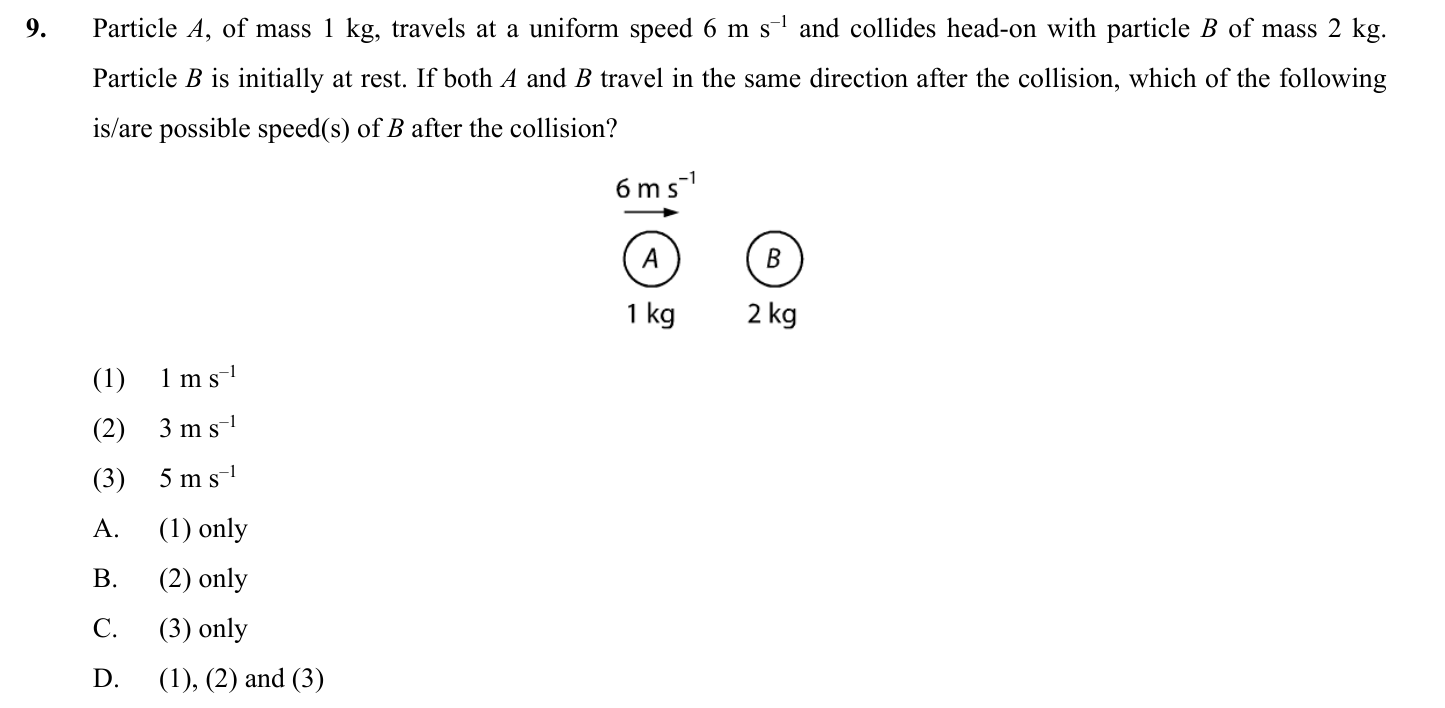 9. Particle A, of mass 1 kg, travels at a uniform speed 6 m s⁻¹ and collides head-on with particle B of mass 2 kg.
Particle B is initially at rest. If both A and B travel in the same direction after the collision, which of the following
is/are possible speed(s) of B after the collision?
6 m s⁻¹
A B
1 kg 2 kg
(1) 1 m s⁻¹
(2) 3 m s⁻¹
(3) 5 m s⁻¹
A. (1) only
B. (2) only
C. (3) only
D. (1), (2) and (3)